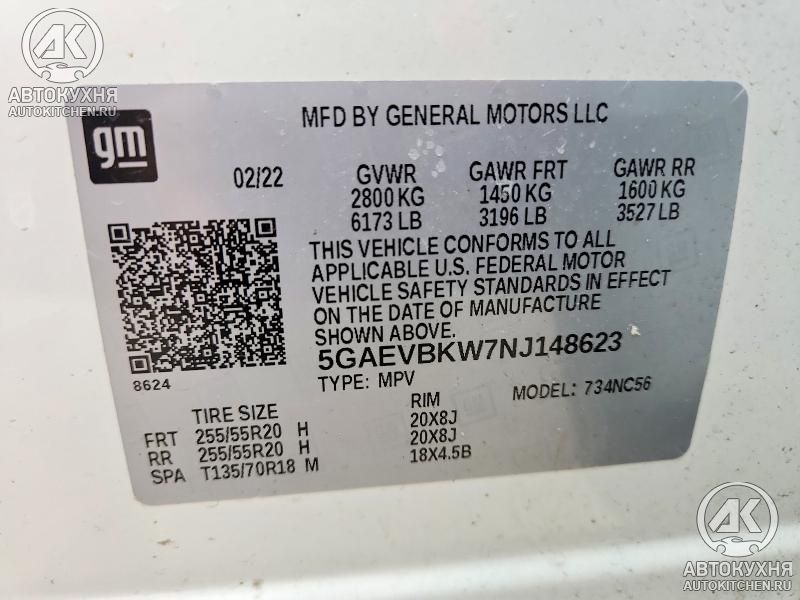 AK
АВТОКУХНЯ
AUTOKITCHEN.RU
gm
MFD BY GENERAL MOTORS LLC
02/22
GVWR GAWR FRT GAWR RR
2800 KG 1450 KG 1600 KG
6173 LB 3196 LB 3527 LB
THIS VEHICLE CONFORMS TO ALL
APPLICABLE U.S. FEDERAL MOTOR
VEHICLE SAFETY STANDARDS IN EFFECT
ON THE DATE OF MANUFACTURE
SHOWN ABOVE.
5GAEVBKW7NJ148623
8624
TYPE: MPV
MODEL: 734NC56
TIRE SIZE RIM
FRT 255/55R20 H 20X8J
RR 255/55R20 H 20X8J
SPA T135/70R18 M 18X4.5B
AK
АВТОКУХНЯ
AUTOKITCHEN.RU